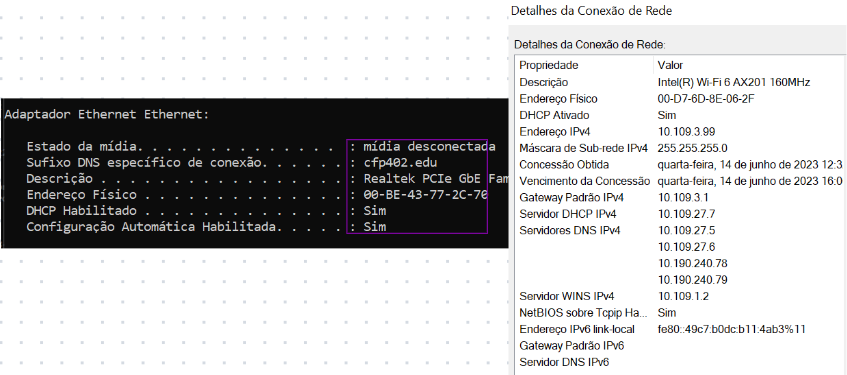 Adaptador Ethernet Ethernet:
Estado da mídia. . . . . . . . . . . . . . : mídia desconectada
Sufixo DNS específico de conexão. . . . . . : cfp402.edu
Descrição . . . . . . . . . . . . . . . . . : Realtek PCIe GbE Fam
Endereço Físico . . . . . . . . . . . . . . : 00-BE-43-77-2C-70
DHCP Habilitado . . . . . . . . . . . . . . : Sim
Configuração Automática Habilitada. . . . . : Sim
Detalhes da Conexão de Rede
Detalhes da Conexão de Rede:
Propriedade Valor
Descrição Intel(R) Wi-Fi 6 AX201 160MHz
Endereço Físico 00-D7-6D-8E-06-2F
DHCP Ativado Sim
Endereço IPv4 10.109.3.99
Máscara de Sub-rede IPv4 255.255.255.0
Concessão Obtida quarta-feira, 14 de junho de 2023 12:3
Vencimento da Concessão quarta-feira, 14 de junho de 2023 16:0
Gateway Padrão IPv4 10.109.3.1
Servidor DHCP IPv4 10.109.27.7
Servidores DNS IPv4 10.109.27.5
10.109.27.6
10.190.240.78
10.190.240.79
Servidor WINS IPv4 10.109.1.2
NetBIOS sobre Tcpip Ha... Sim
Endereço IPv6 link-local fe80::49c7:b0dc:b11:4ab3%11
Gateway Padrão IPv6
Servidor DNS IPv6